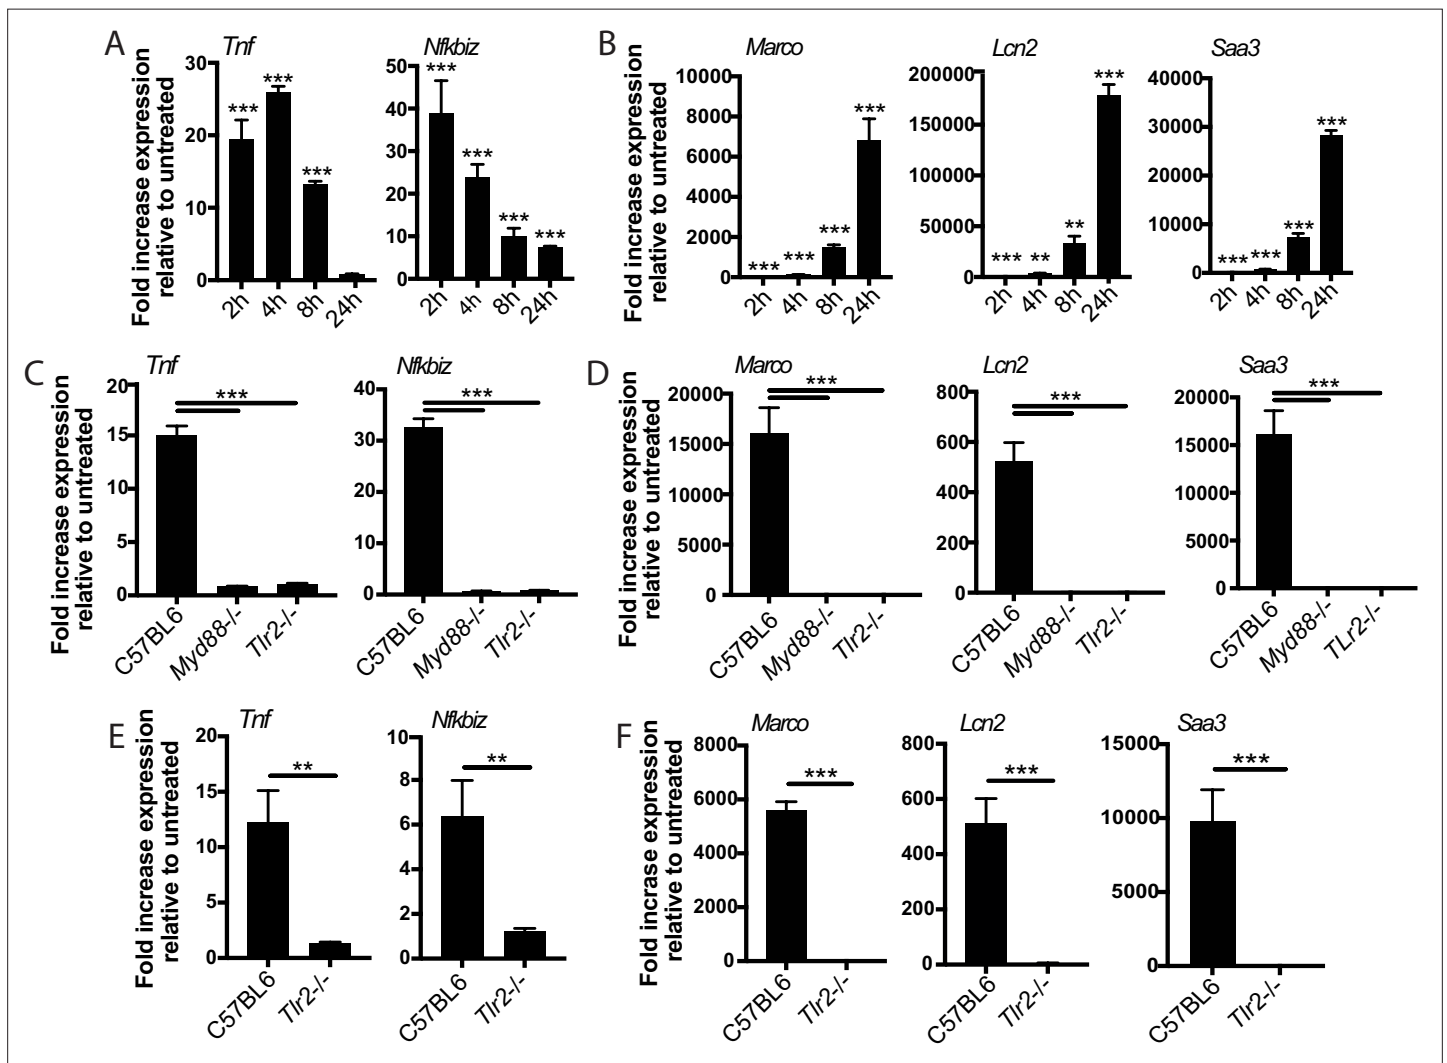 A
Tnf
Fold increase expression
relative to untreated
30
20
10
0
***
***
***
2h
4h
8h
24h
Nfkbiz
50
40
30
20
10
0
***
***
***
***
2h
4h
8h
24h
B
Marco
Fold increase expression
relative to untreated
10000
8000
6000
4000
2000
0
***
***
***
***
2h
4h
8h
24h
Lcn2
200000
150000
100000
50000
0
***
**
**
***
2h
4h
8h
24h
Saa3
40000
30000
20000
10000
0
***
***
***
***
2h
4h
8h
24h
C
Tnf
Fold increase expression
relative to untreated
20
15
10
5
0
***
C57BL6
Myd88-/-
Tlr2-/-
Nfkbiz
40
30
20
10
0
***
C57BL6
Myd88-/-
Tlr2-/-
D
Marco
Fold increase expression
relative to untreated
20000
15000
10000
5000
0
***
C57BL6
Myd88-/-
Tlr2-/-
Lcn2
800
600
400
200
0
***
C57BL6
Myd88-/-
Tlr2-/-
Saa3
20000
15000
10000
5000
0
***
C57BL6
Myd88-/-
TLr2-/-
E
Tnf
Fold increase expression
relative to untreated
20
15
10
5
0
**
C57BL6
Tlr2-/-
Nfkbiz
10
8
6
4
2
0
**
C57BL6
Tlr2-/-
F
Marco
Fold incrase expression
relative to untreated
8000
6000
4000
2000
0
***
C57BL6
Tlr2-/-
Lcn2
800
600
400
200
0
***
C57BL6
Tlr2-/-
Saa3
15000
10000
5000
0
***
C57BL6
Tlr2-/-